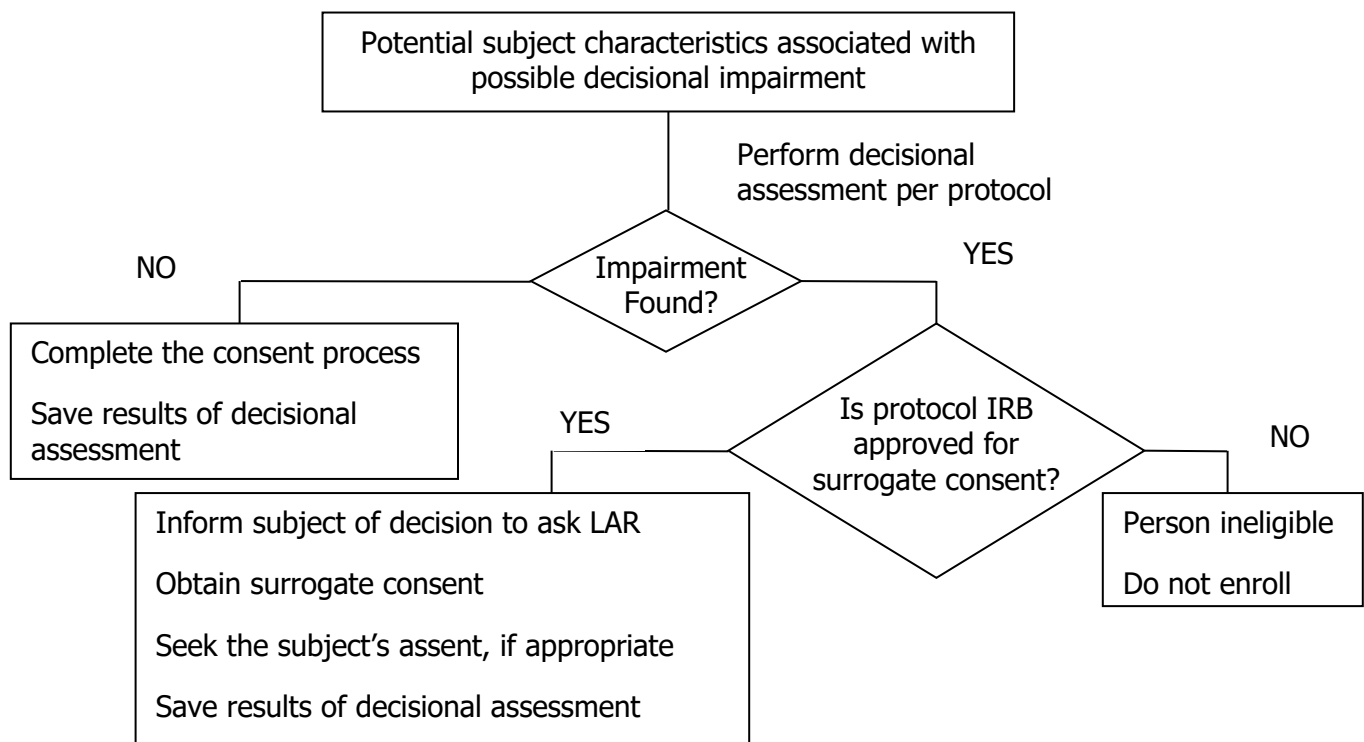 Potential subject characteristics associated with
possible decisional impairment
Perform decisional
assessment per protocol
NO
Impairment
Found?
YES
Complete the consent process
Save results of decisional
assessment
YES
Is protocol IRB
approved for
surrogate consent?
NO
Inform subject of decision to ask LAR
Obtain surrogate consent
Seek the subject’s assent, if appropriate
Save results of decisional assessment
Person ineligible
Do not enroll